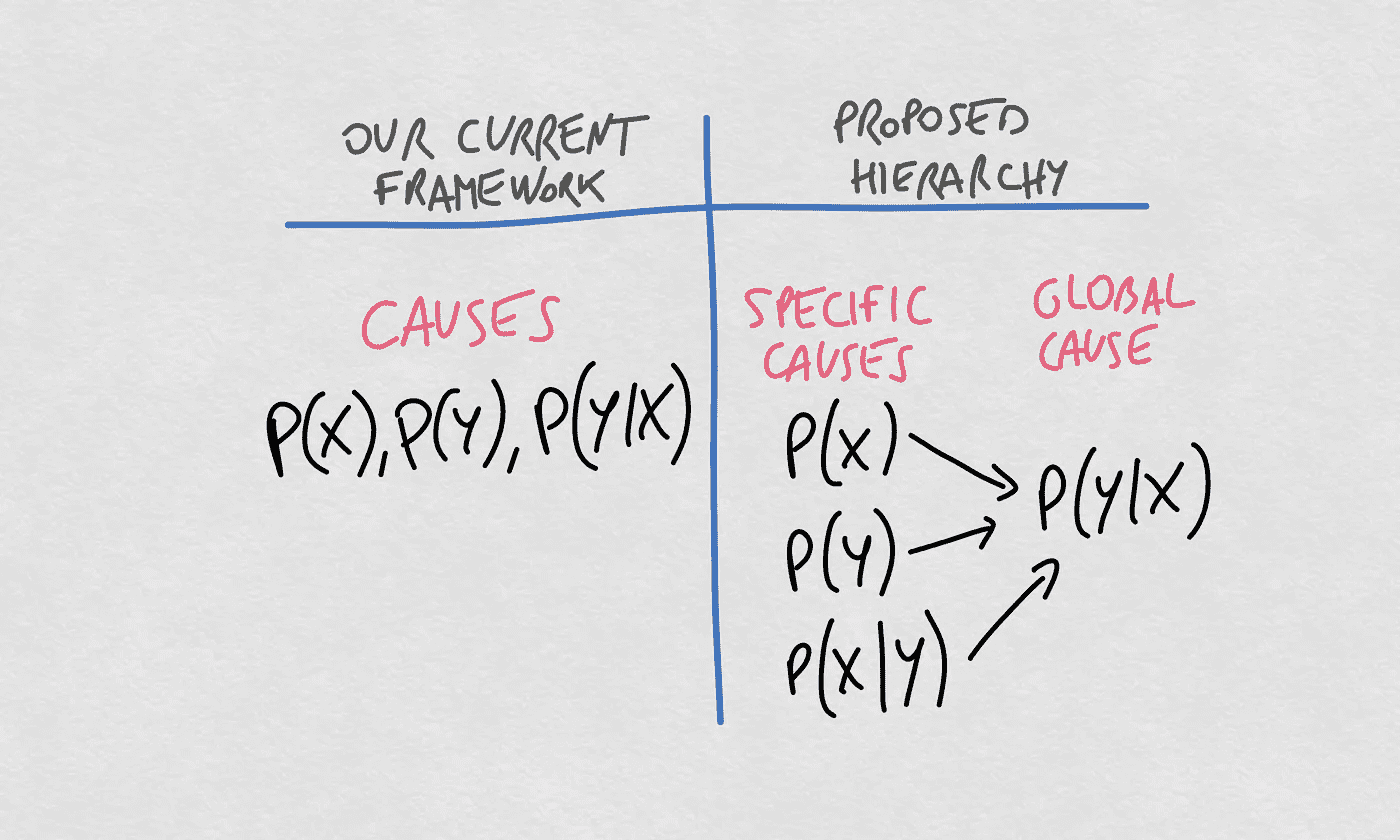 OUR CURRENT
FRAMEWORK
CAUSES
P(X), P(Y), P(Y|X)
PROPOSED
HIERARCHY
SPECIFIC
CAUSES
P(X)
P(Y)
P(X|Y)
GLOBAL
CAUSE
P(Y|X)